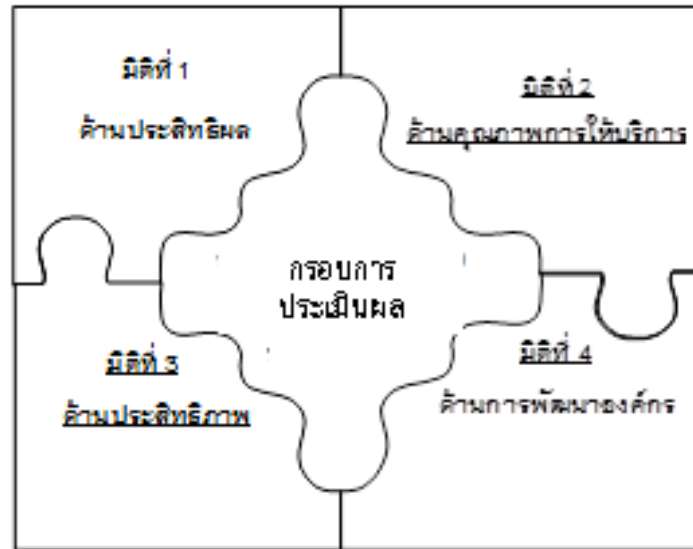 มิติที่ 1
ด้านประสิทธิผล
มิติที่ 2
ด้านคุณภาพการให้บริการ
กรอบการ
ประเมินผล
มิติที่ 3
ด้านประสิทธิภาพ
มิติที่ 4
ด้านการพัฒนาองค์กร